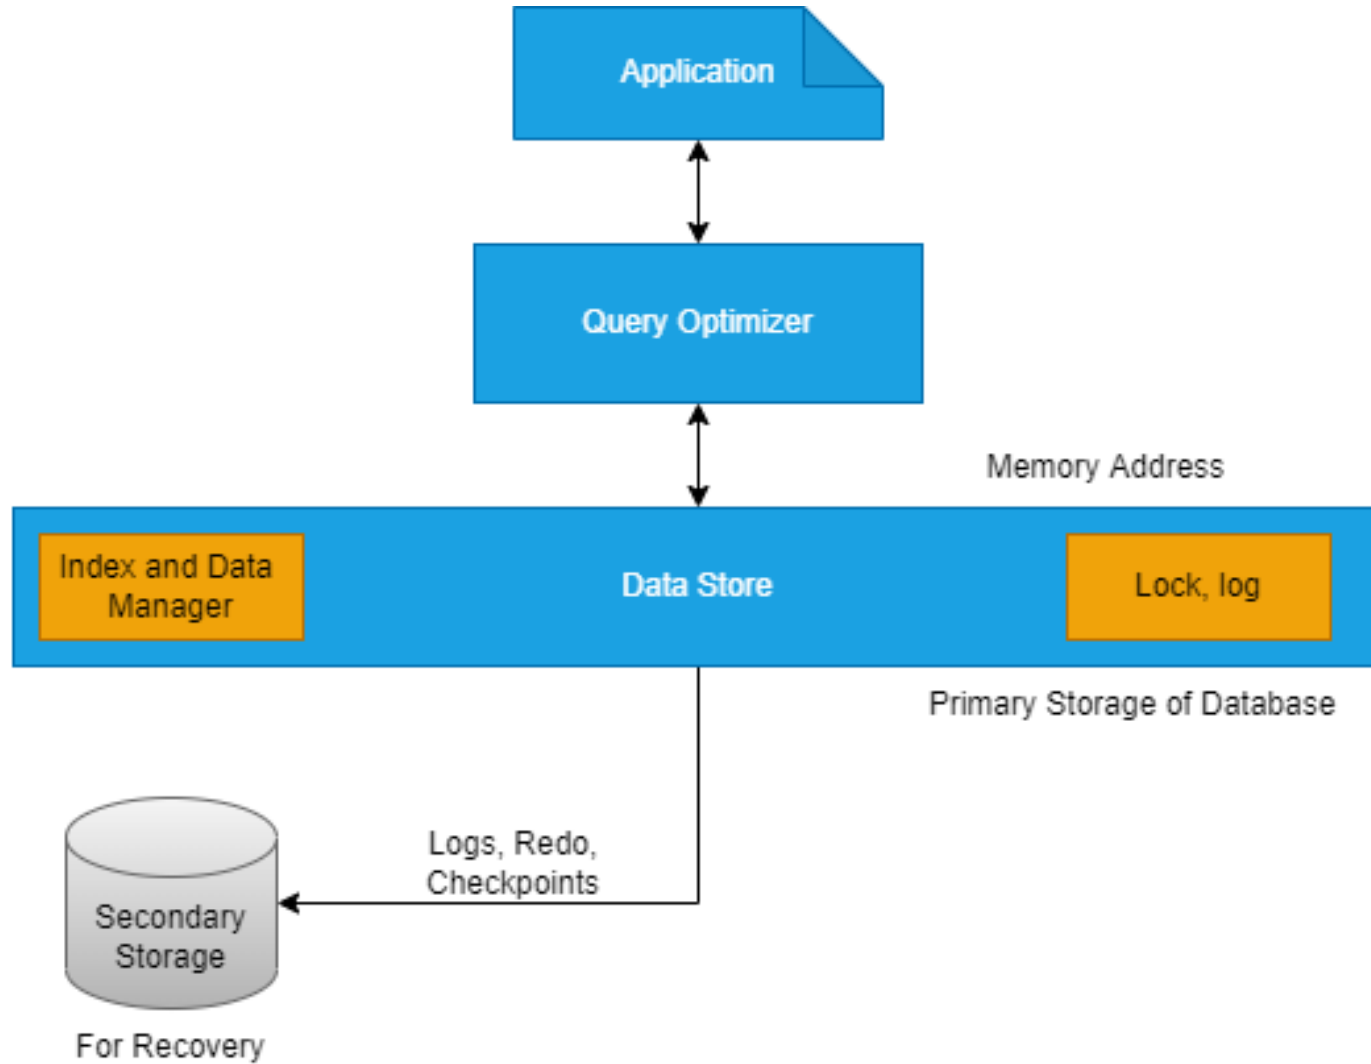 Application
Query Optimizer
Memory Address
Index and Data
Manager
Data Store
Lock, log
Primary Storage of Database
Logs, Redo,
Checkpoints
Secondary
Storage
For Recovery